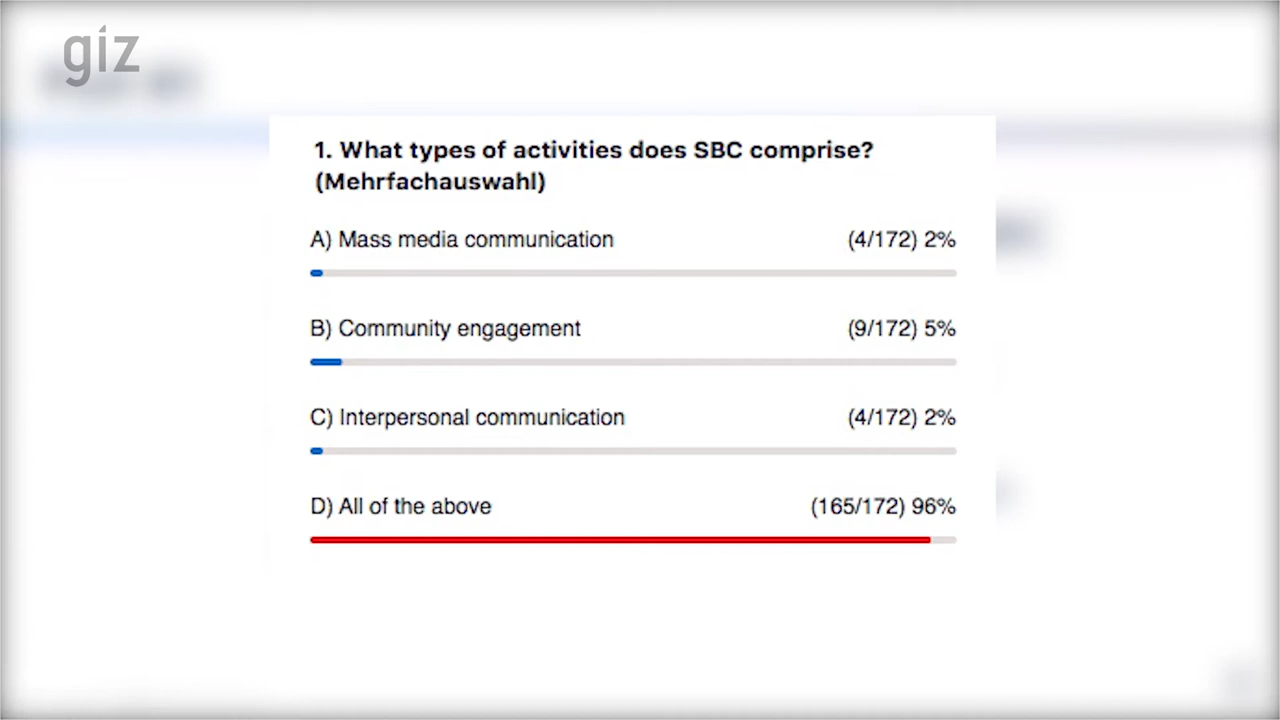 giz
1. What types of activities does SBC comprise?
(Mehrfachauswahl)
A) Mass media communication (4/172) 2%
B) Community engagement (9/172) 5%
C) Interpersonal communication (4/172) 2%
D) All of the above (165/172) 96%